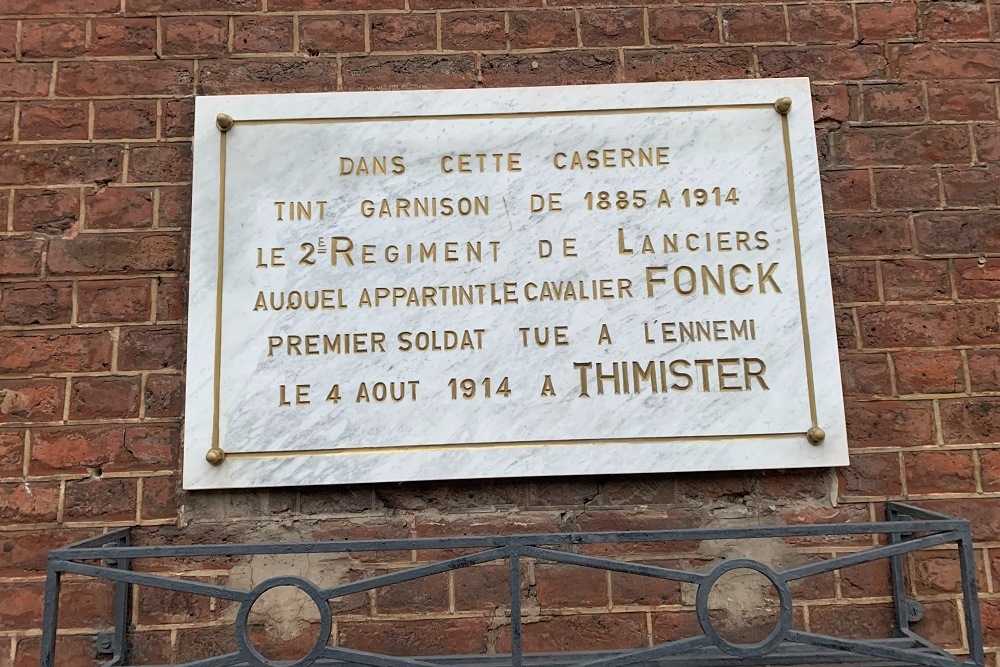 DANS CETTE CASERNE
TINT GARNISON DE 1885 A 1914
LE 2E REGIMENT DE LANCIERS
AUQUEL APPARTINT LE CAVALIER FONCK
PREMIER SOLDAT TUE A L'ENNEMI
LE 4 AOUT 1914 A THIMISTER